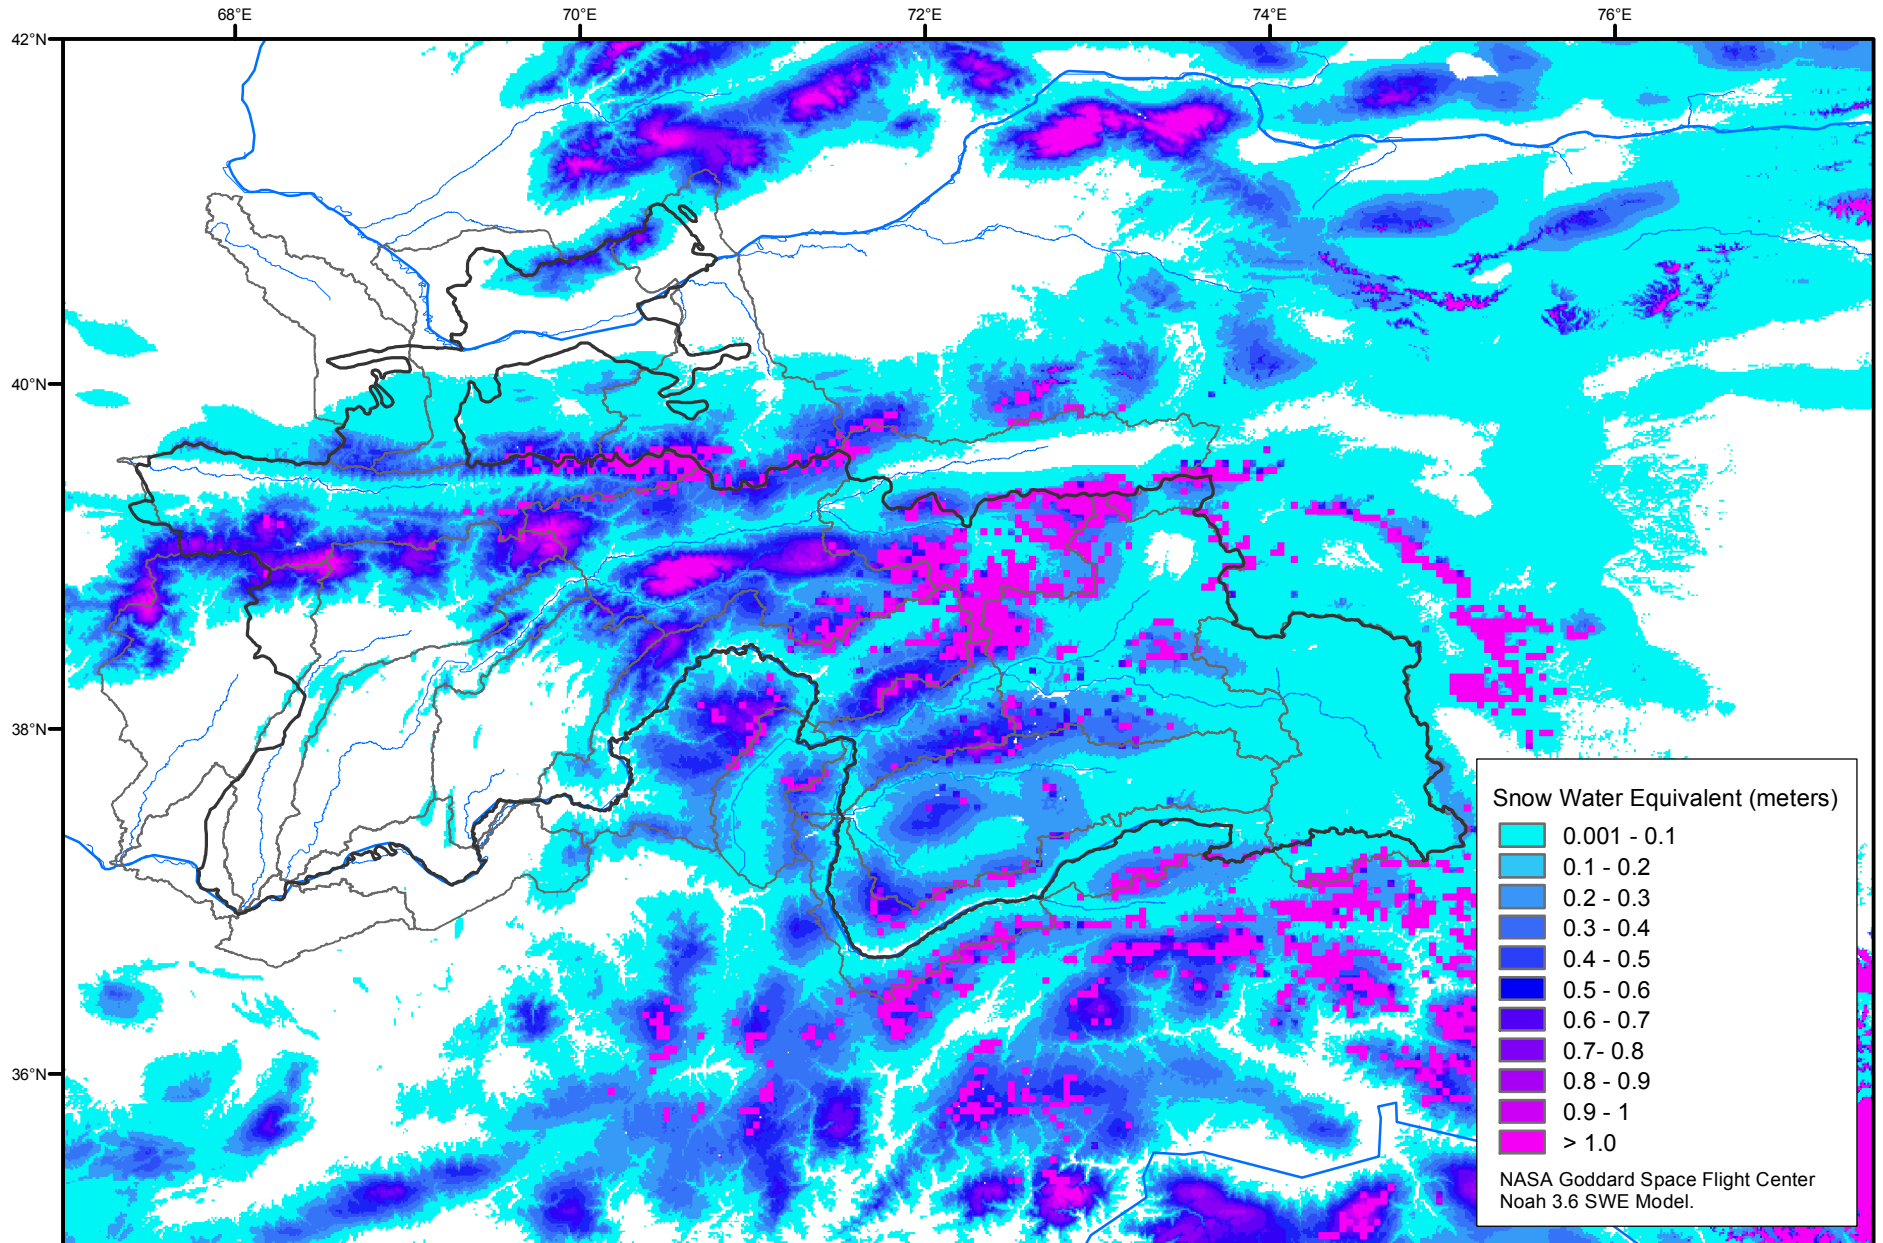 68°E 70°E 72°E 74°E 76°E
42°N
40°N
38°N
36°N
Snow Water Equivalent (meters)
0.001 - 0.1
0.1 - 0.2
0.2 - 0.3
0.3 - 0.4
0.4 - 0.5
0.5 - 0.6
0.6 - 0.7
0.7- 0.8
0.8 - 0.9
0.9 - 1
> 1.0
NASA Goddard Space Flight Center
Noah 3.6 SWE Model.